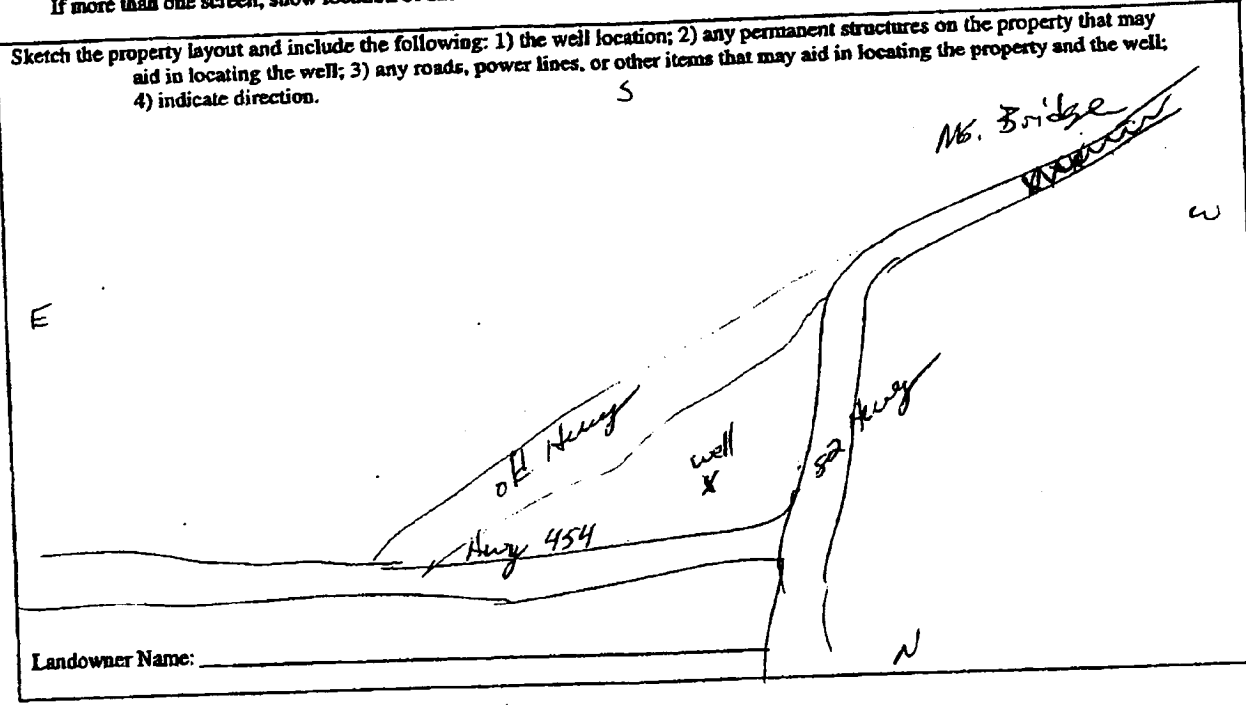 If more than one screen, show location of
Sketch the property layout and include the following: 1) the well location; 2) any permanent structures on the property that may
aid in locating the well; 3) any roads, power lines, or other items that may aid in locating the property and the well;
4) indicate direction.
S
Bridge
W
E
Hwy
82 Hwy
well
X
Hwy 454
Landowner Name:
N